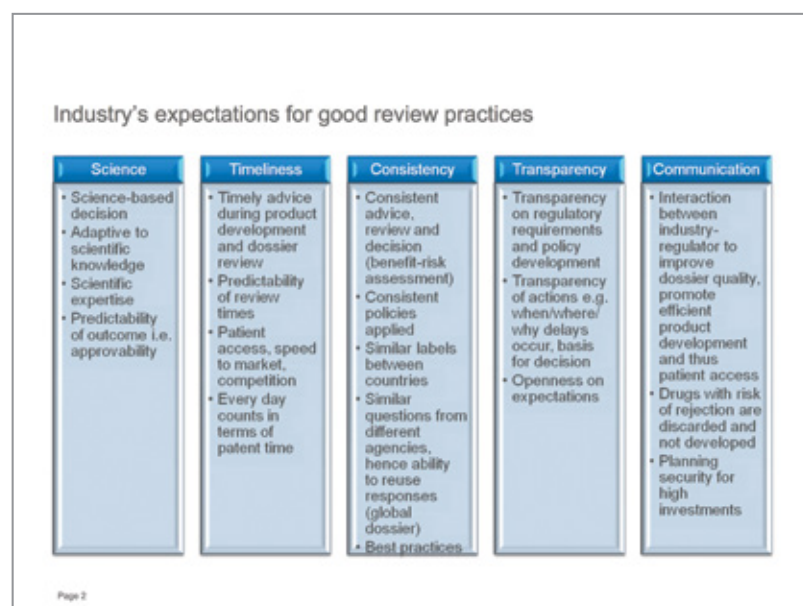 Industry's expectations for good review practices
Science
• Science-based
decision
• Adaptive to
scientific
knowledge
• Scientific
expertise
• Predictability
of outcome i.e.
approvability
Timeliness
• Timely advice
during product
development
and dossier
review
• Predictability
of review
times
• Patient
access, speed
to market,
competition
• Every day
counts in
terms of
patent time
Consistency
• Consistent
advice,
review and
decision
(benefit-risk
assessment)
• Consistent
policies
applied
• Similar labels
between
countries
• Similar
questions from
different
agencies,
hence ability
to reuse
responses
(global
dossier)
• Best practices
Transparency
• Transparency
on regulatory
requirements
and policy
development
• Transparency
of actions e.g.
when/where/
why delays
occur, basis
for decision
• Openness on
expectations
Communication
• Interaction
between
industry-
regulator to
improve
dossier quality,
promote
efficient
product
development
and thus
patient access
• Drugs with risk
of rejection are
discarded and
not developed
• Planning
security for
high
investments
Page 2